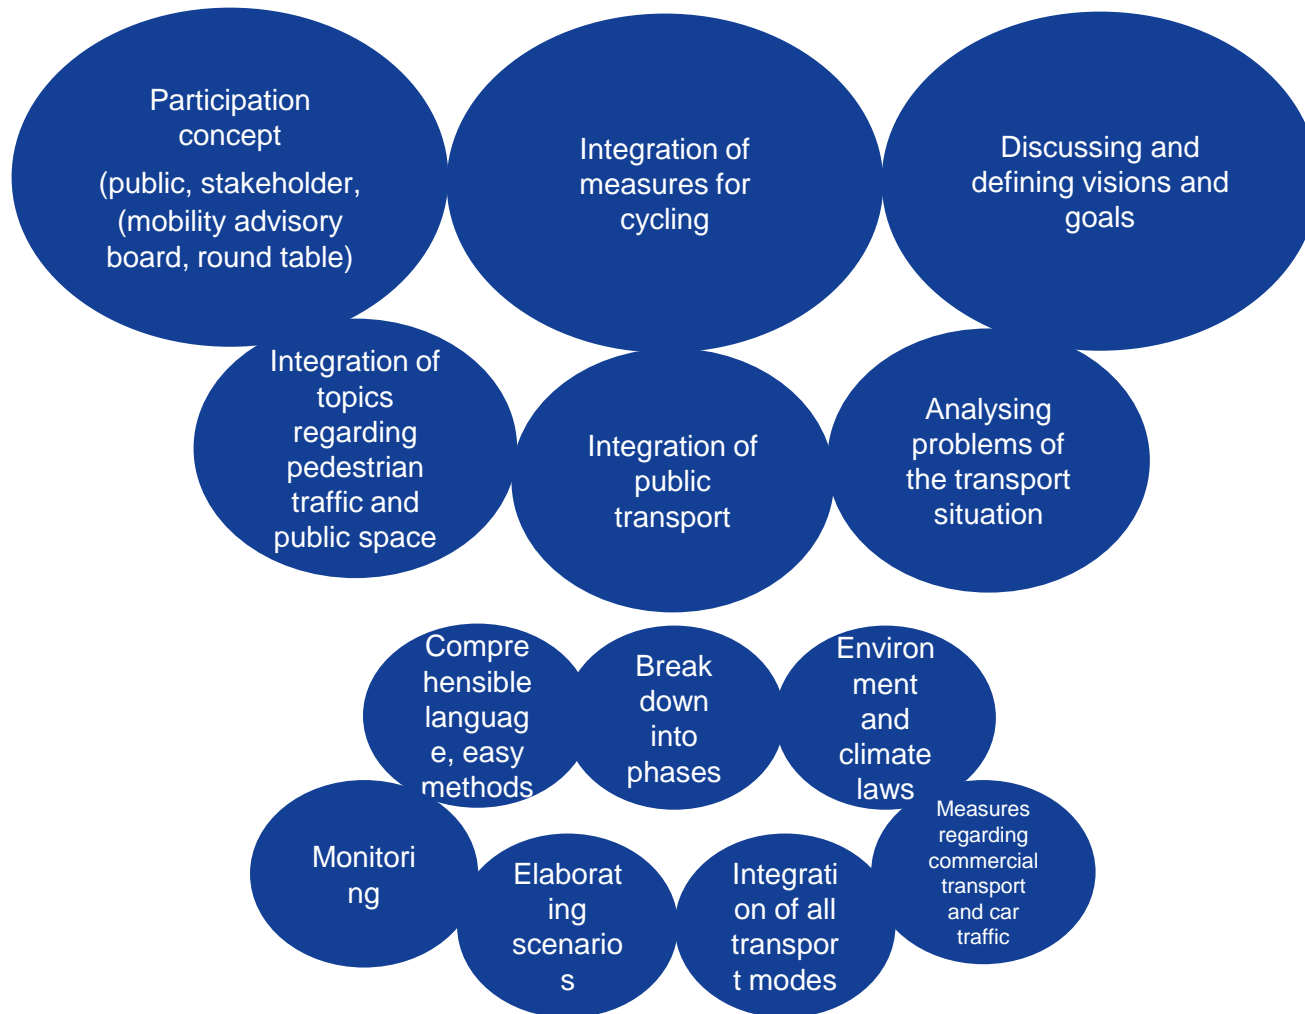 Participation
concept
(public, stakeholder,
(mobility advisory
board, round table)
Integration of
measures for
cycling
Discussing and
defining visions and
goals
Integration of
topics
regarding
pedestrian
traffic and
public space
Integration of
public
transport
Analysing
problems of
the transport
situation
Compre
hensible
languag
e, easy
methods
Break
down
into
phases
Environ
ment
and
climate
laws
Monitori
ng
Elaborat
ing
scenario
s
Integrati
on of all
transpor
t modes
Measures
regarding
commercial
transport
and car
traffic